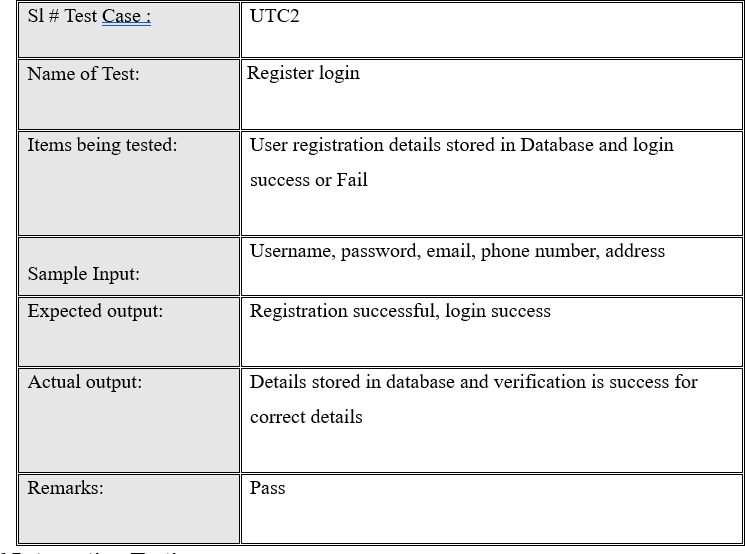 Sl # Test Case :
UTC2
Name of Test:
Register login
Items being tested:
User registration details stored in Database and login
success or Fail
Sample Input:
Username, password, email, phone number, address
Expected output:
Registration successful, login success
Actual output:
Details stored in database and verification is success for
correct details
Remarks:
Pass